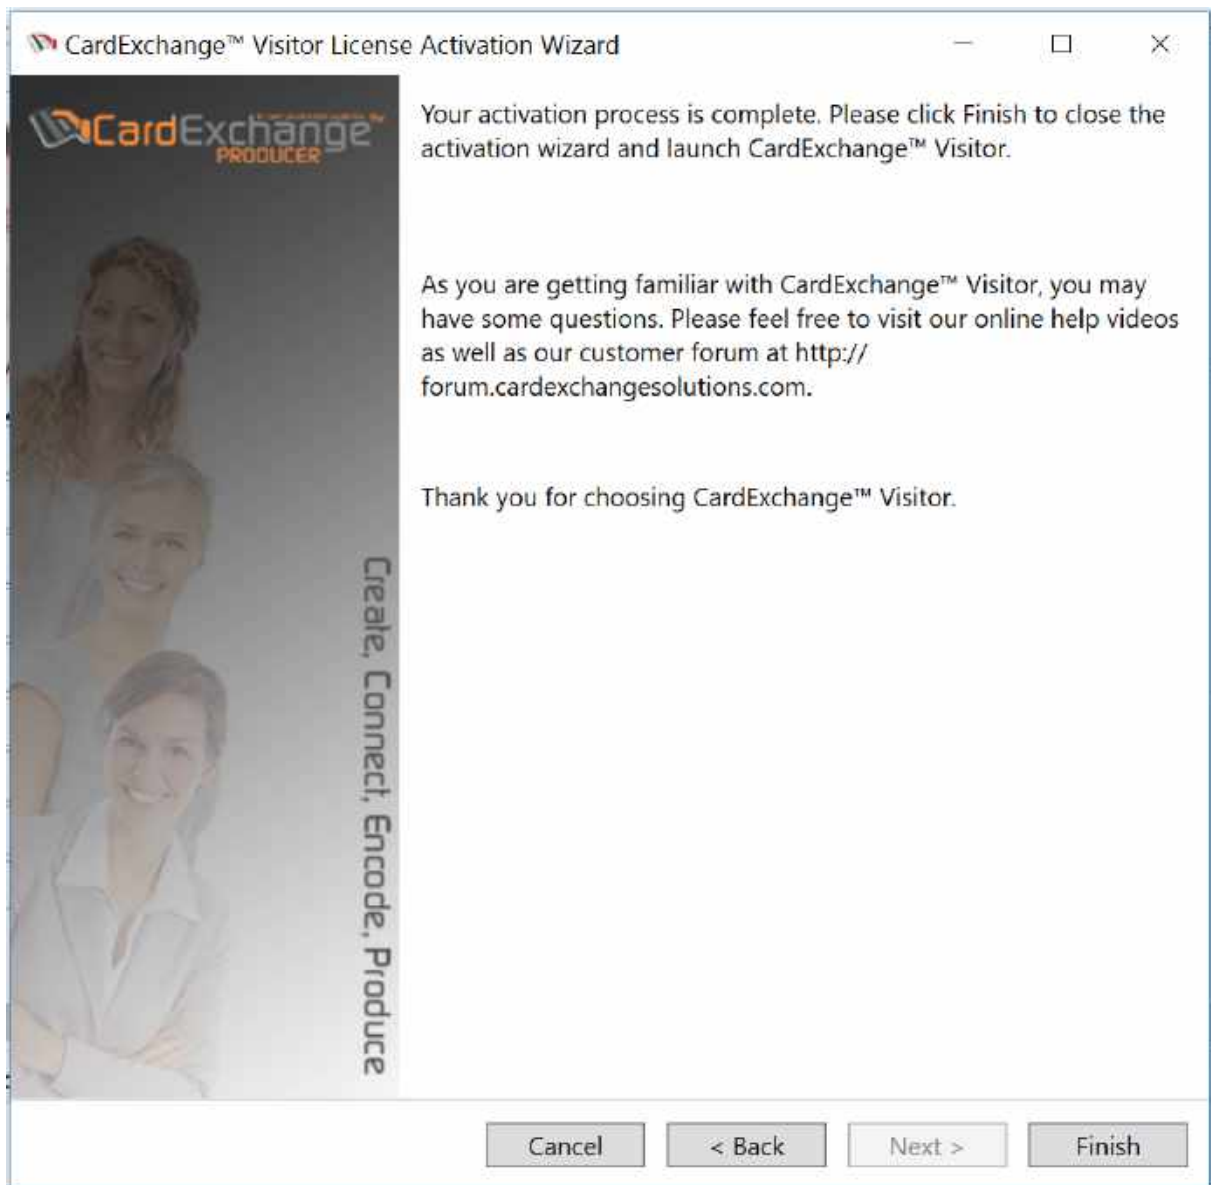 CardExchange™ Visitor License Activation Wizard
CardExchange™
PRODUCER
Your activation process is complete. Please click Finish to close the
activation wizard and launch CardExchange™ Visitor.
As you are getting familiar with CardExchange™ Visitor, you may
have some questions. Please feel free to visit our online help videos
as well as our customer forum at http://
forum.cardexchangesolutions.com.
Thank you for choosing CardExchange™ Visitor.
Create, Connect, Encode, Produce
Cancel
< Back
Next >
Finish